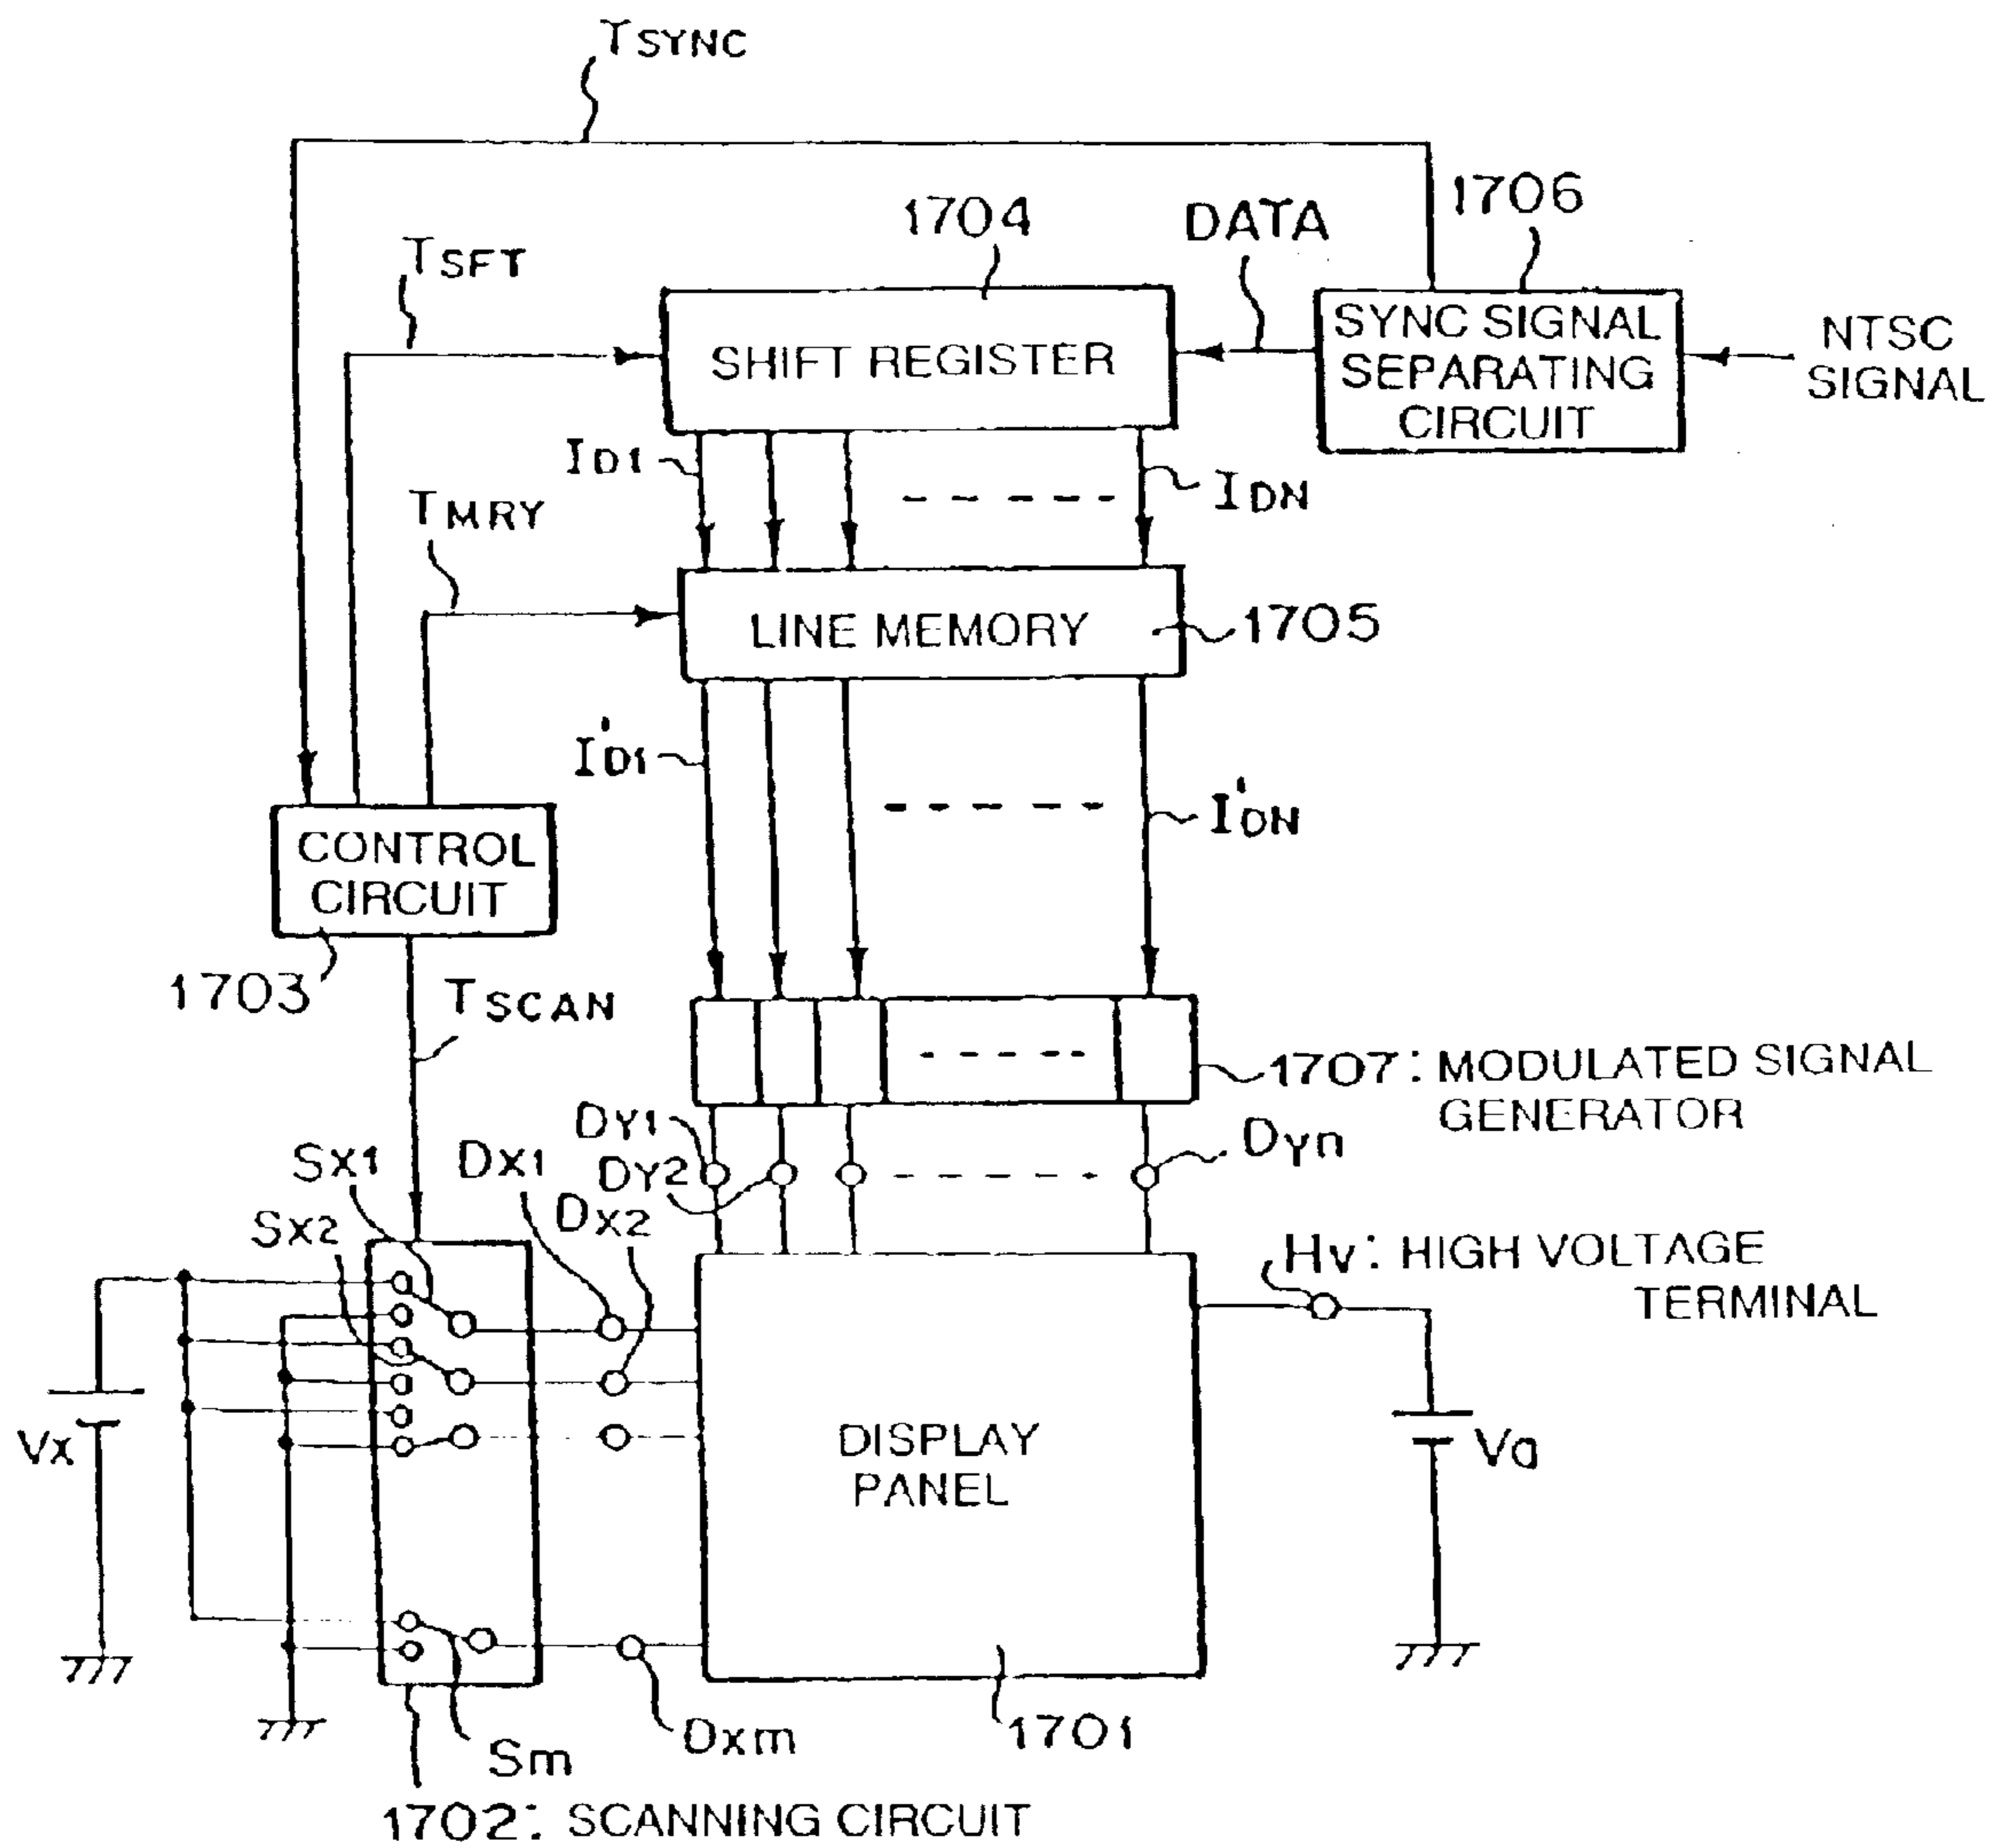 TSYNC
1706
1704
DATA
TSFT
SHIFT REGISTER
SYNC SIGNAL
SEPARATING
CIRCUIT
NTSC
SIGNAL
ID1
IDN
TMRY
LINE MEMORY
1705
I'D1
I'DN
CONTROL
CIRCUIT
1703
TSCAN
1707: MODULATED SIGNAL
GENERATOR
DY1
DY2
Dyn
SX1
DX1
SX2
DX2
Hv: HIGH VOLTAGE
TERMINAL
Vx
DISPLAY
PANEL
Va
Sm
Dxm
1701
1702: SCANNING CIRCUIT